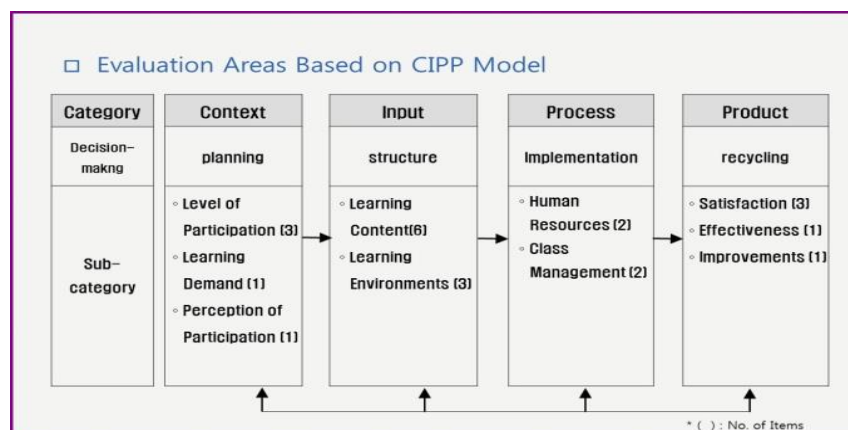 □ Evaluation Areas Based on CIPP Model
Category
Decision-
makng
Sub-
category
Context
planning
◦ Level of
Participation (3)
◦ Learning
Demand (1)
◦ Perception of
Participation (1)
Input
structure
◦ Learning
Content(6)
◦ Learning
Environments (3)
Process
Implementation
◦ Human
Resources (2)
◦ Class
Management (2)
Product
recycling
◦ Satisfaction (3)
◦ Effectiveness (1)
◦ Improvements (1)
* ( ) : No. of Items